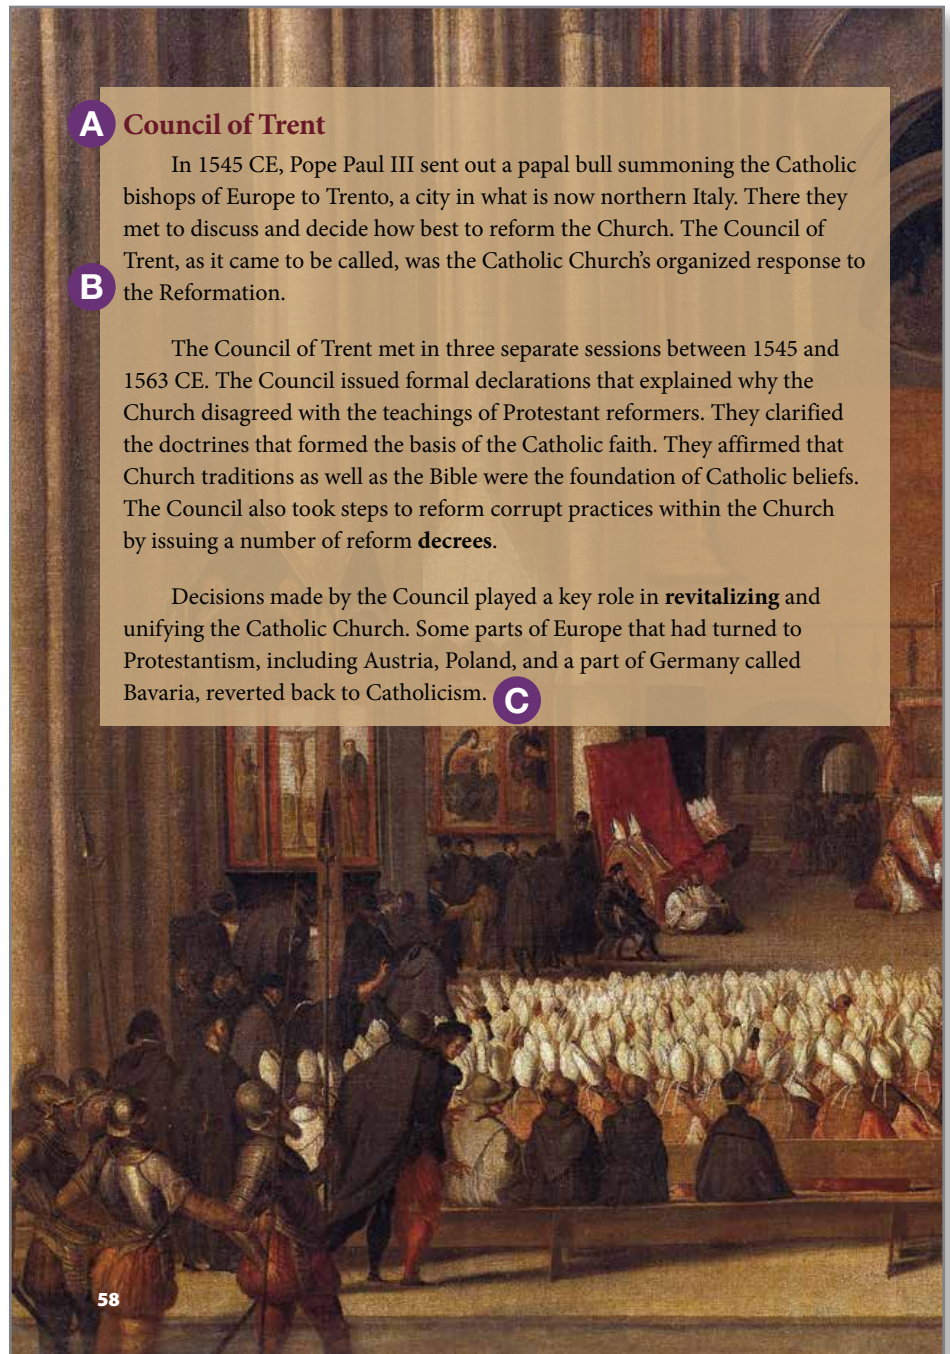 A Council of Trent
In 1545 CE, Pope Paul III sent out a papal bull summoning the Catholic
bishops of Europe to Trento, a city in what is now northern Italy. There they
met to discuss and decide how best to reform the Church. The Council of
Trent, as it came to be called, was the Catholic Church’s organized response to
B the Reformation.
The Council of Trent met in three separate sessions between 1545 and
1563 CE. The Council issued formal declarations that explained why the
Church disagreed with the teachings of Protestant reformers. They clarified
the doctrines that formed the basis of the Catholic faith. They affirmed that
Church traditions as well as the Bible were the foundation of Catholic beliefs.
The Council also took steps to reform corrupt practices within the Church
by issuing a number of reform decrees.
Decisions made by the Council played a key role in revitalizing and
unifying the Catholic Church. Some parts of Europe that had turned to
Protestantism, including Austria, Poland, and a part of Germany called
Bavaria, reverted back to Catholicism. C
58